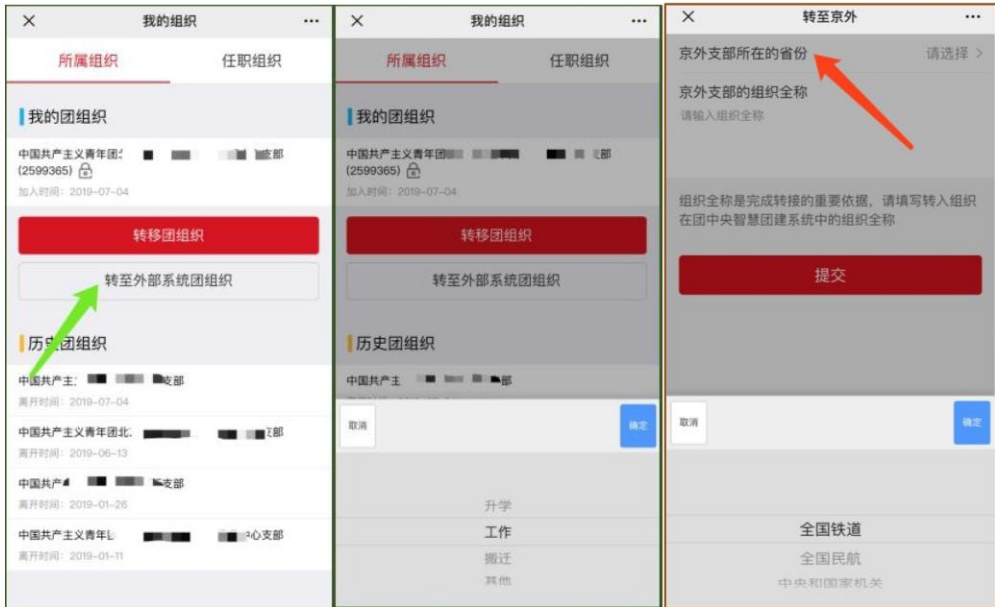 我的组织
所属组织
任职组织
我的团组织
中国共产主义青年团
支部
(2599365)
加入时间：2019-07-04
转移团组织
转至外部系统团组织
历史团组织
中国共产主
支部
离开时间：2019-07-04
中国共产主义青年团北
部
离开时间：2019-06-13
中国共产
支部
离开时间：2019-01-26
中国共产主义青年
心支部
离开时间：2019-01-11
我的组织
所属组织
任职组织
我的团组织
中国共产主义青年团
部
(2599365)
加入时间：2019-07-04
转移团组织
转至外部系统团组织
历史团组织
中国共产主
部
取消
确定
升学
工作
搬迁
其他
转至京外
京外支部所在的省份
请选择 >
京外支部的组织全称
请输入组织全称
组织全称是完成转接的重要依据，请填写转入组织
在团中央智慧团建系统中的组织全称
提交
取消
确定
全国铁道
全国民航
中央和国家机关